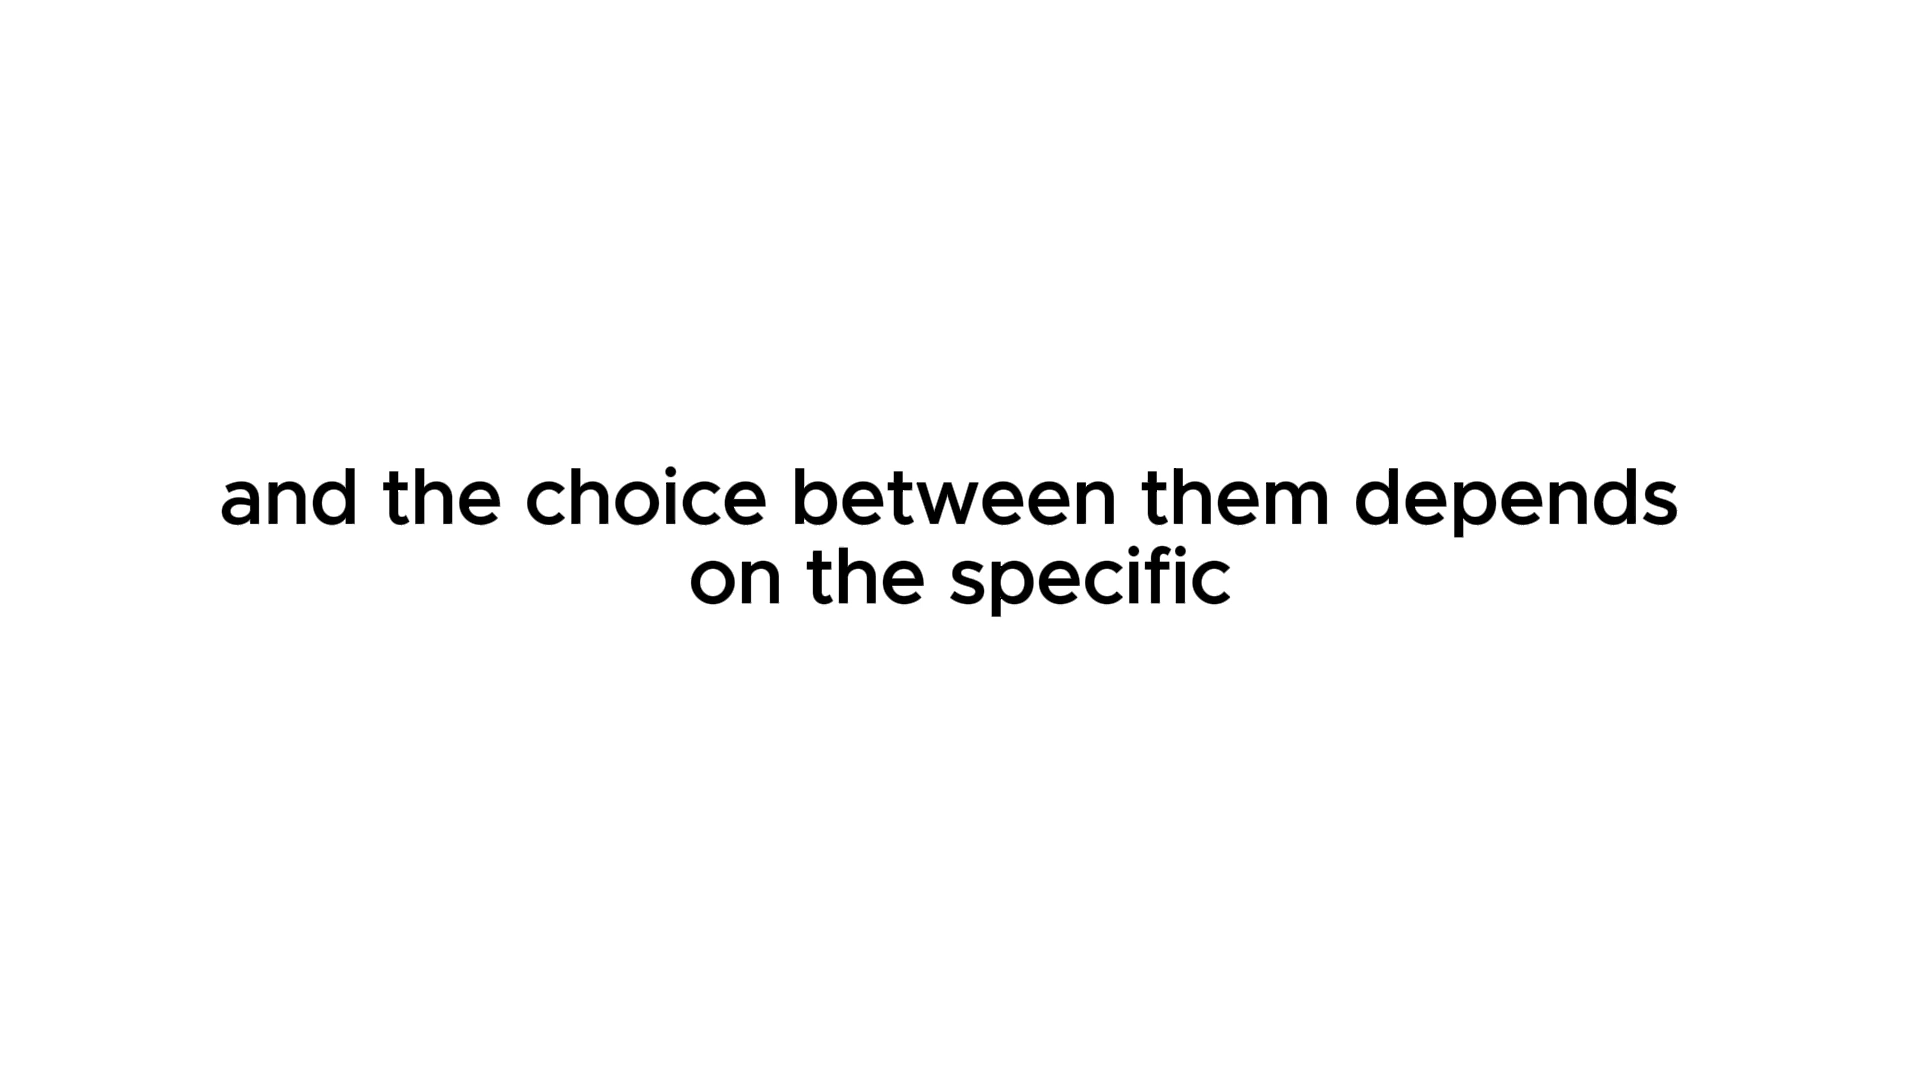 and the choice between them depends
on the specific